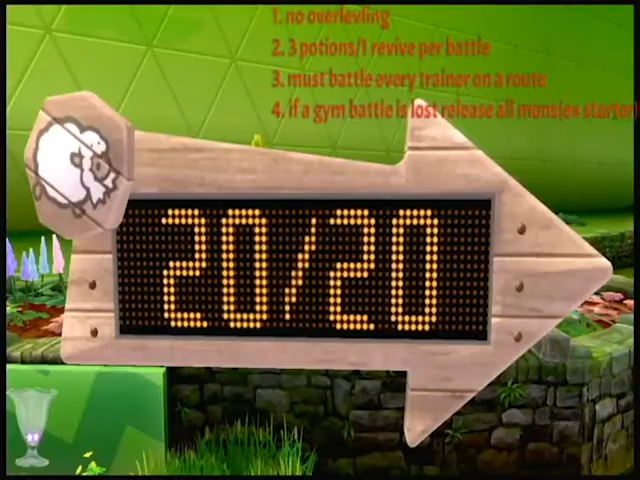 1. no overlevling
2. 3 potions/1 revive per battle
3. must battle every trainer on a route
4. if a gym battle is lost release all mons(ex starter)
20/20